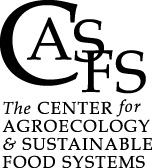 CASFS
The CENTER for
AGROECOLOGY
& SUSTAINABLE
FOOD SYSTEMS